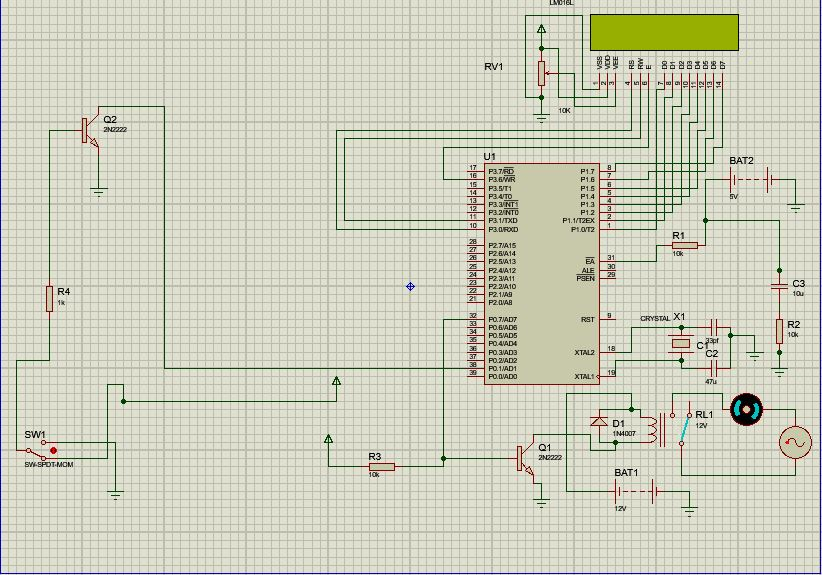 LM016L
RV1
10K
VSS
VDD
VEE
RS
RW
E
D0
D1
D2
D3
D4
D5
D6
D7
1
2
3
4
5
6
7
8
9
10
11
12
13
14
Q2
2N2222
U1
17 P3.7/RD
16 P3.6/WR
15 P3.5/T1
14 P3.4/T0
13 P3.3/INT1
12 P3.2/INT0
11 P3.1/TXD
10 P3.0/RXD
28 P2.7/A15
27 P2.6/A14
26 P2.5/A13
25 P2.4/A12
24 P2.3/A11
23 P2.2/A10
22 P2.1/A9
21 P2.0/A8
32 P0.7/AD7
33 P0.6/AD6
34 P0.5/AD5
35 P0.4/AD4
36 P0.3/AD3
37 P0.2/AD2
38 P0.1/AD1
39 P0.0/AD0
P1.7 8
P1.6 7
P1.5 6
P1.4 5
P1.3 4
P1.2 3
P1.1/T2EX 2
P1.0/T2 1
EA 31
ALE 30
PSEN 29
RST 9
XTAL2 18
XTAL1 19
BAT2
5V
R1
10k
C3
10u
R2
10k
CRYSTAL X1
C1
33pf
C2
47u
R4
1k
SW1
SW-SPDT-MOM
R3
10k
Q1
2N2222
D1
1N4007
RL1
12V
BAT1
12V